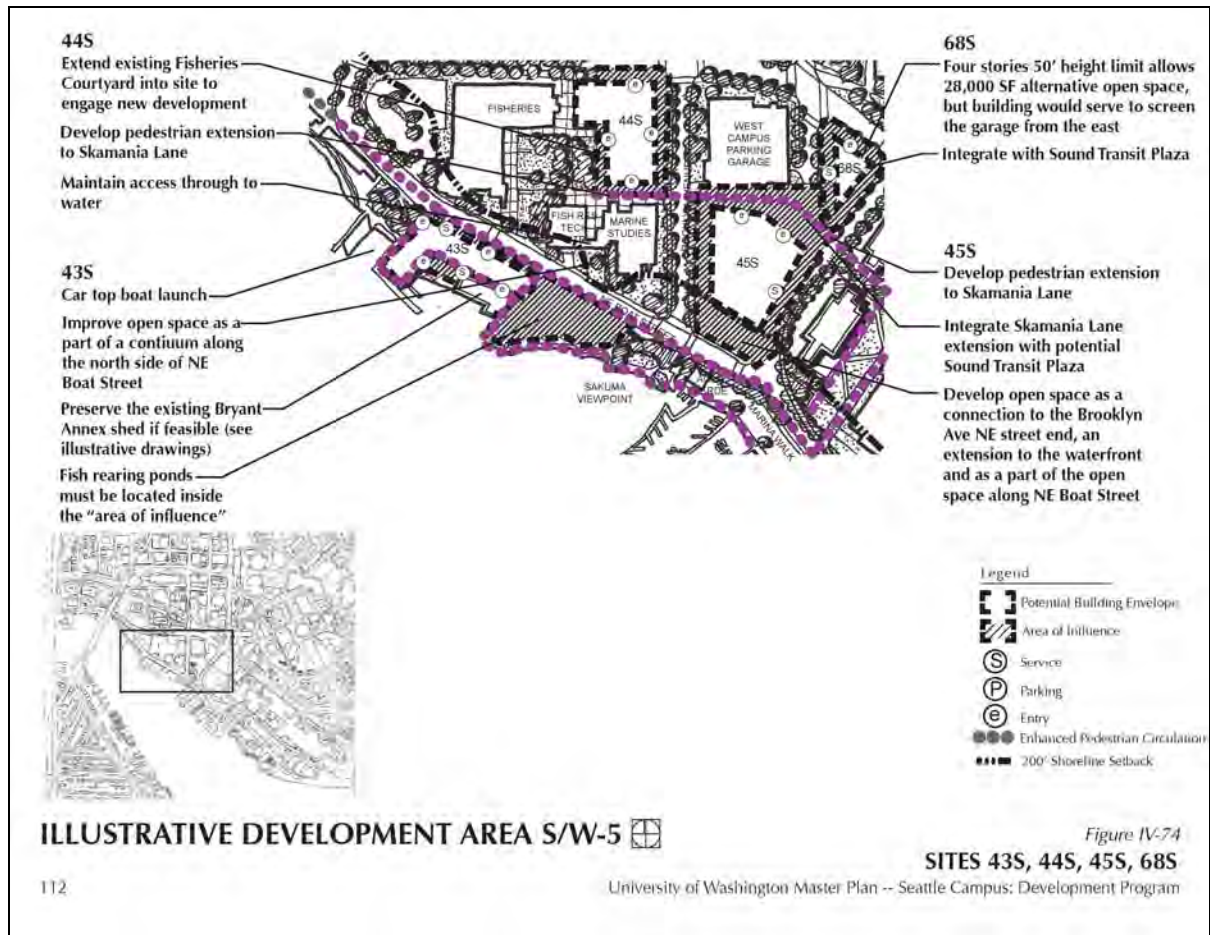 44S
Extend existing Fisheries
Courtyard into site to
engage new development
Develop pedestrian extension
to Skamania Lane
Maintain access through to
water
43S
Car top boat launch
Improve open space as a
part of a contiuum along
the north side of NE
Boat Street
Preserve the existing Bryant
Annex shed if feasible (see
illustrative drawings)
Fish rearing ponds
must be located inside
the “area of influence”
FISHERIES
e
44S
e
e
e
WEST
CAMPUS
PARKING
GARAGE
e
S
68S
FISH
TECH
MARINE
STUDIES
e
S
43S
e
e
S
e
e
e
45S
S
SAKUMA
VIEWPOINT
MARINA WALK
68S
Four stories 50' height limit allows
28,000 SF alternative open space,
but building would serve to screen
the garage from the east
Integrate with Sound Transit Plaza
45S
Develop pedestrian extension
to Skamania Lane
Integrate Skamania Lane
extension with potential
Sound Transit Plaza
Develop open space as a
connection to the Brooklyn
Ave NE street end, an
extension to the waterfront
and as a part of the open
space along NE Boat Street
Legend
Potential Building Envelope
Area of Influence
S Service
P Parking
e Entry
Enhanced Pedestrian Circulation
200' Shoreline Setback
ILLUSTRATIVE DEVELOPMENT AREA S/W-5
Figure IV-74
SITES 43S, 44S, 45S, 68S
112
University of Washington Master Plan -- Seattle Campus: Development Program